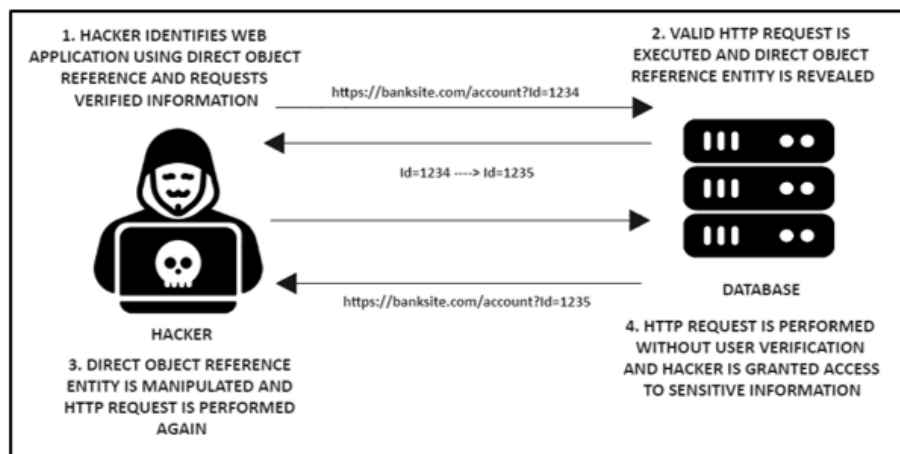 1. HACKER IDENTIFIES WEB
APPLICATION USING DIRECT OBJECT
REFERENCE AND REQUESTS
VERIFIED INFORMATION
2. VALID HTTP REQUEST IS
EXECUTED AND DIRECT OBJECT
REFERENCE ENTITY IS REVEALED
https://banksite.com/account?Id=1234
Id=1234 ----> Id=1235
https://banksite.com/account?Id=1235
HACKER
DATABASE
3. DIRECT OBJECT REFERENCE
ENTITY IS MANIPULATED AND
HTTP REQUEST IS PERFORMED
AGAIN
4. HTTP REQUEST IS PERFORMED
WITHOUT USER VERIFICATION
AND HACKER IS GRANTED ACCESS
TO SENSITIVE INFORMATION